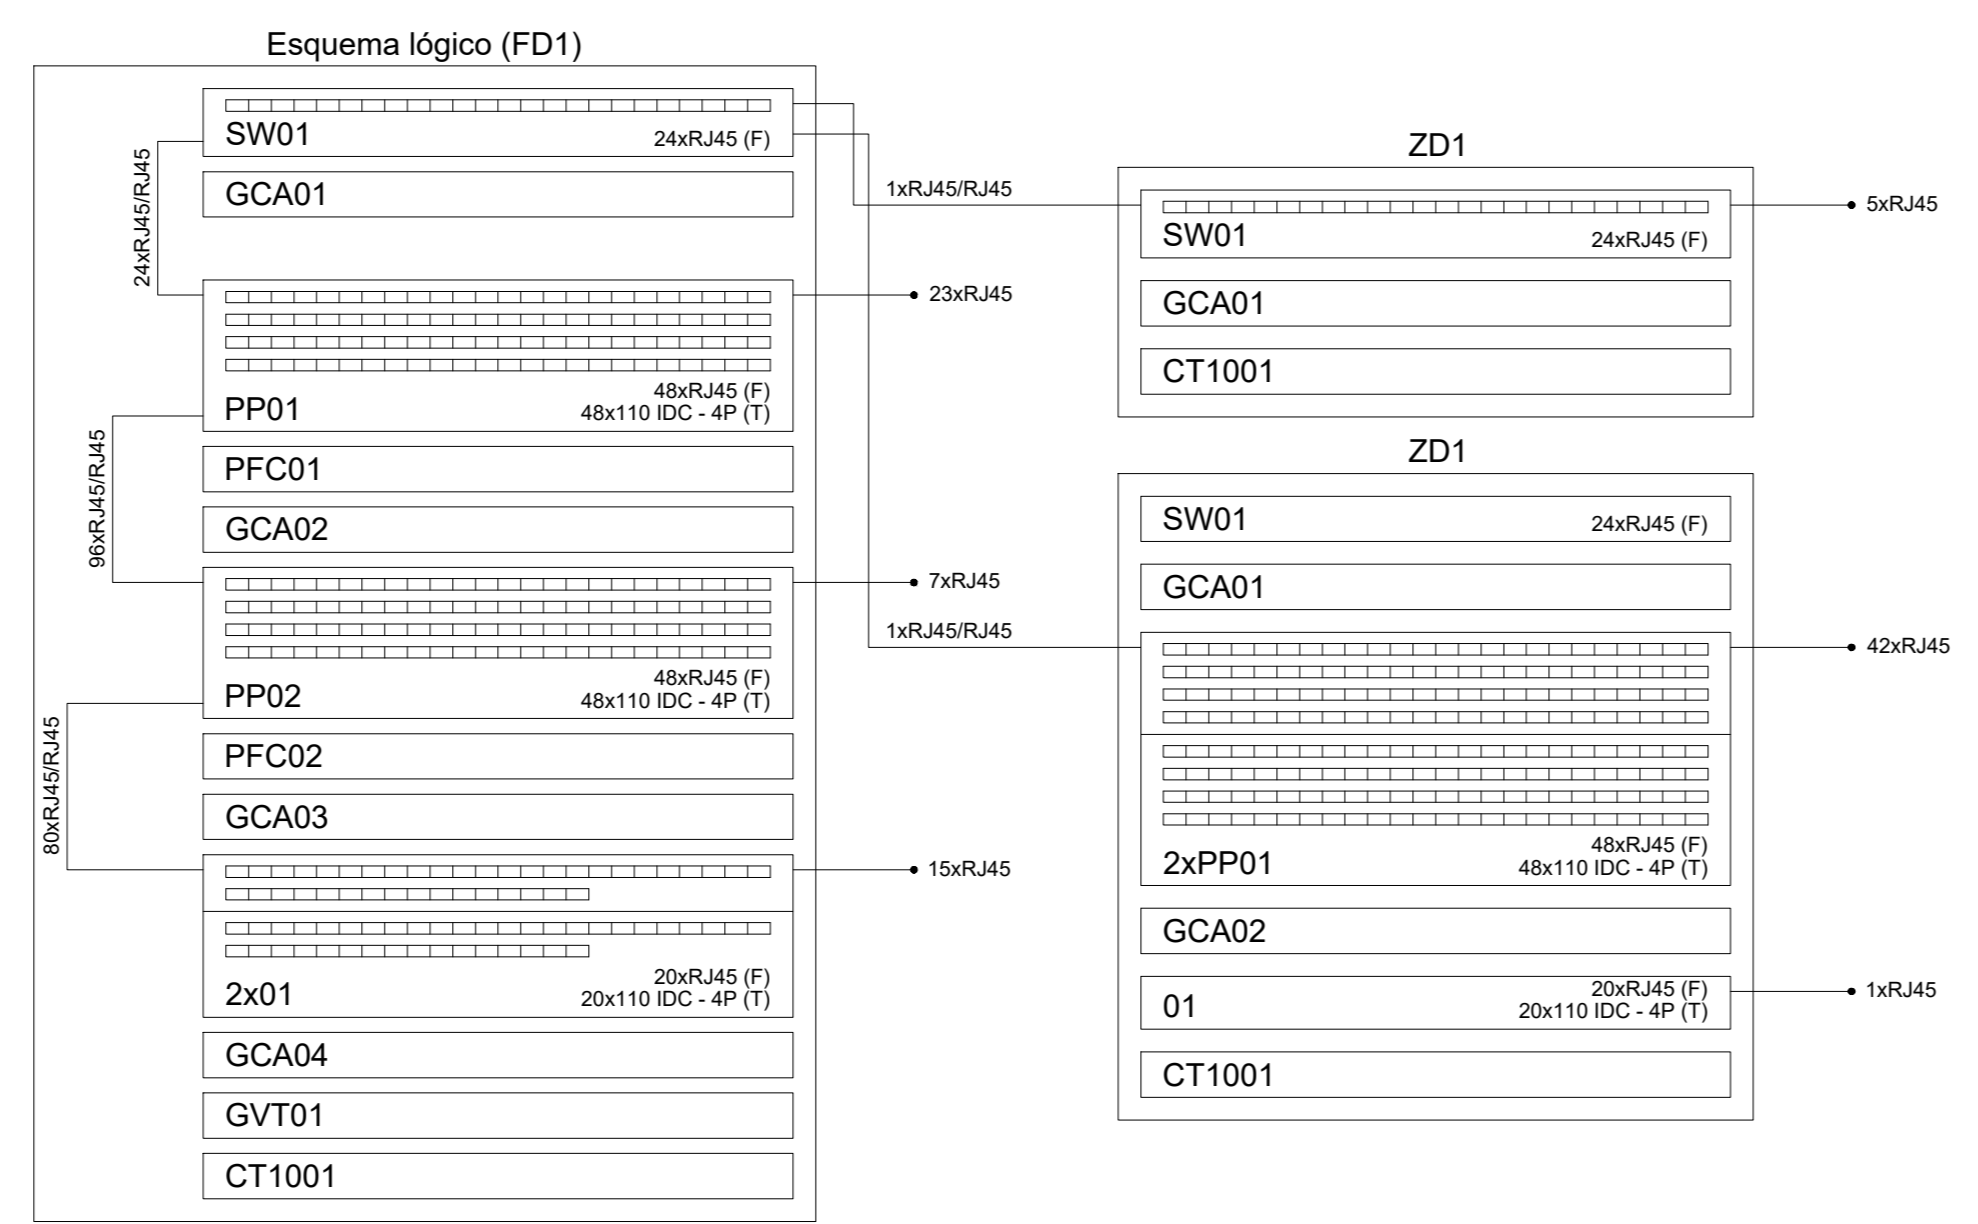 Esquema lógico (FD1)
SW01
24xRJ45 (F)
GCA01
24xRJ45/RJ45
23xRJ45
48xRJ45 (F)
PP01
48x110 IDC - 4P (T)
96xRJ45/RJ45
PFC01
GCA02
7xRJ45
48xRJ45 (F)
PP02
48x110 IDC - 4P (T)
80xRJ45/RJ45
PFC02
GCA03
15xRJ45
20xRJ45 (F)
2x01
20x110 IDC - 4P (T)
GCA04
GVT01
CT1001
1xRJ45/RJ45
1xRJ45/RJ45
ZD1
5xRJ45
SW01
24xRJ45 (F)
GCA01
CT1001
ZD1
SW01
24xRJ45 (F)
GCA01
42xRJ45
48xRJ45 (F)
2xPP01
48x110 IDC - 4P (T)
GCA02
20xRJ45 (F)
01
20x110 IDC - 4P (T)
1xRJ45
CT1001